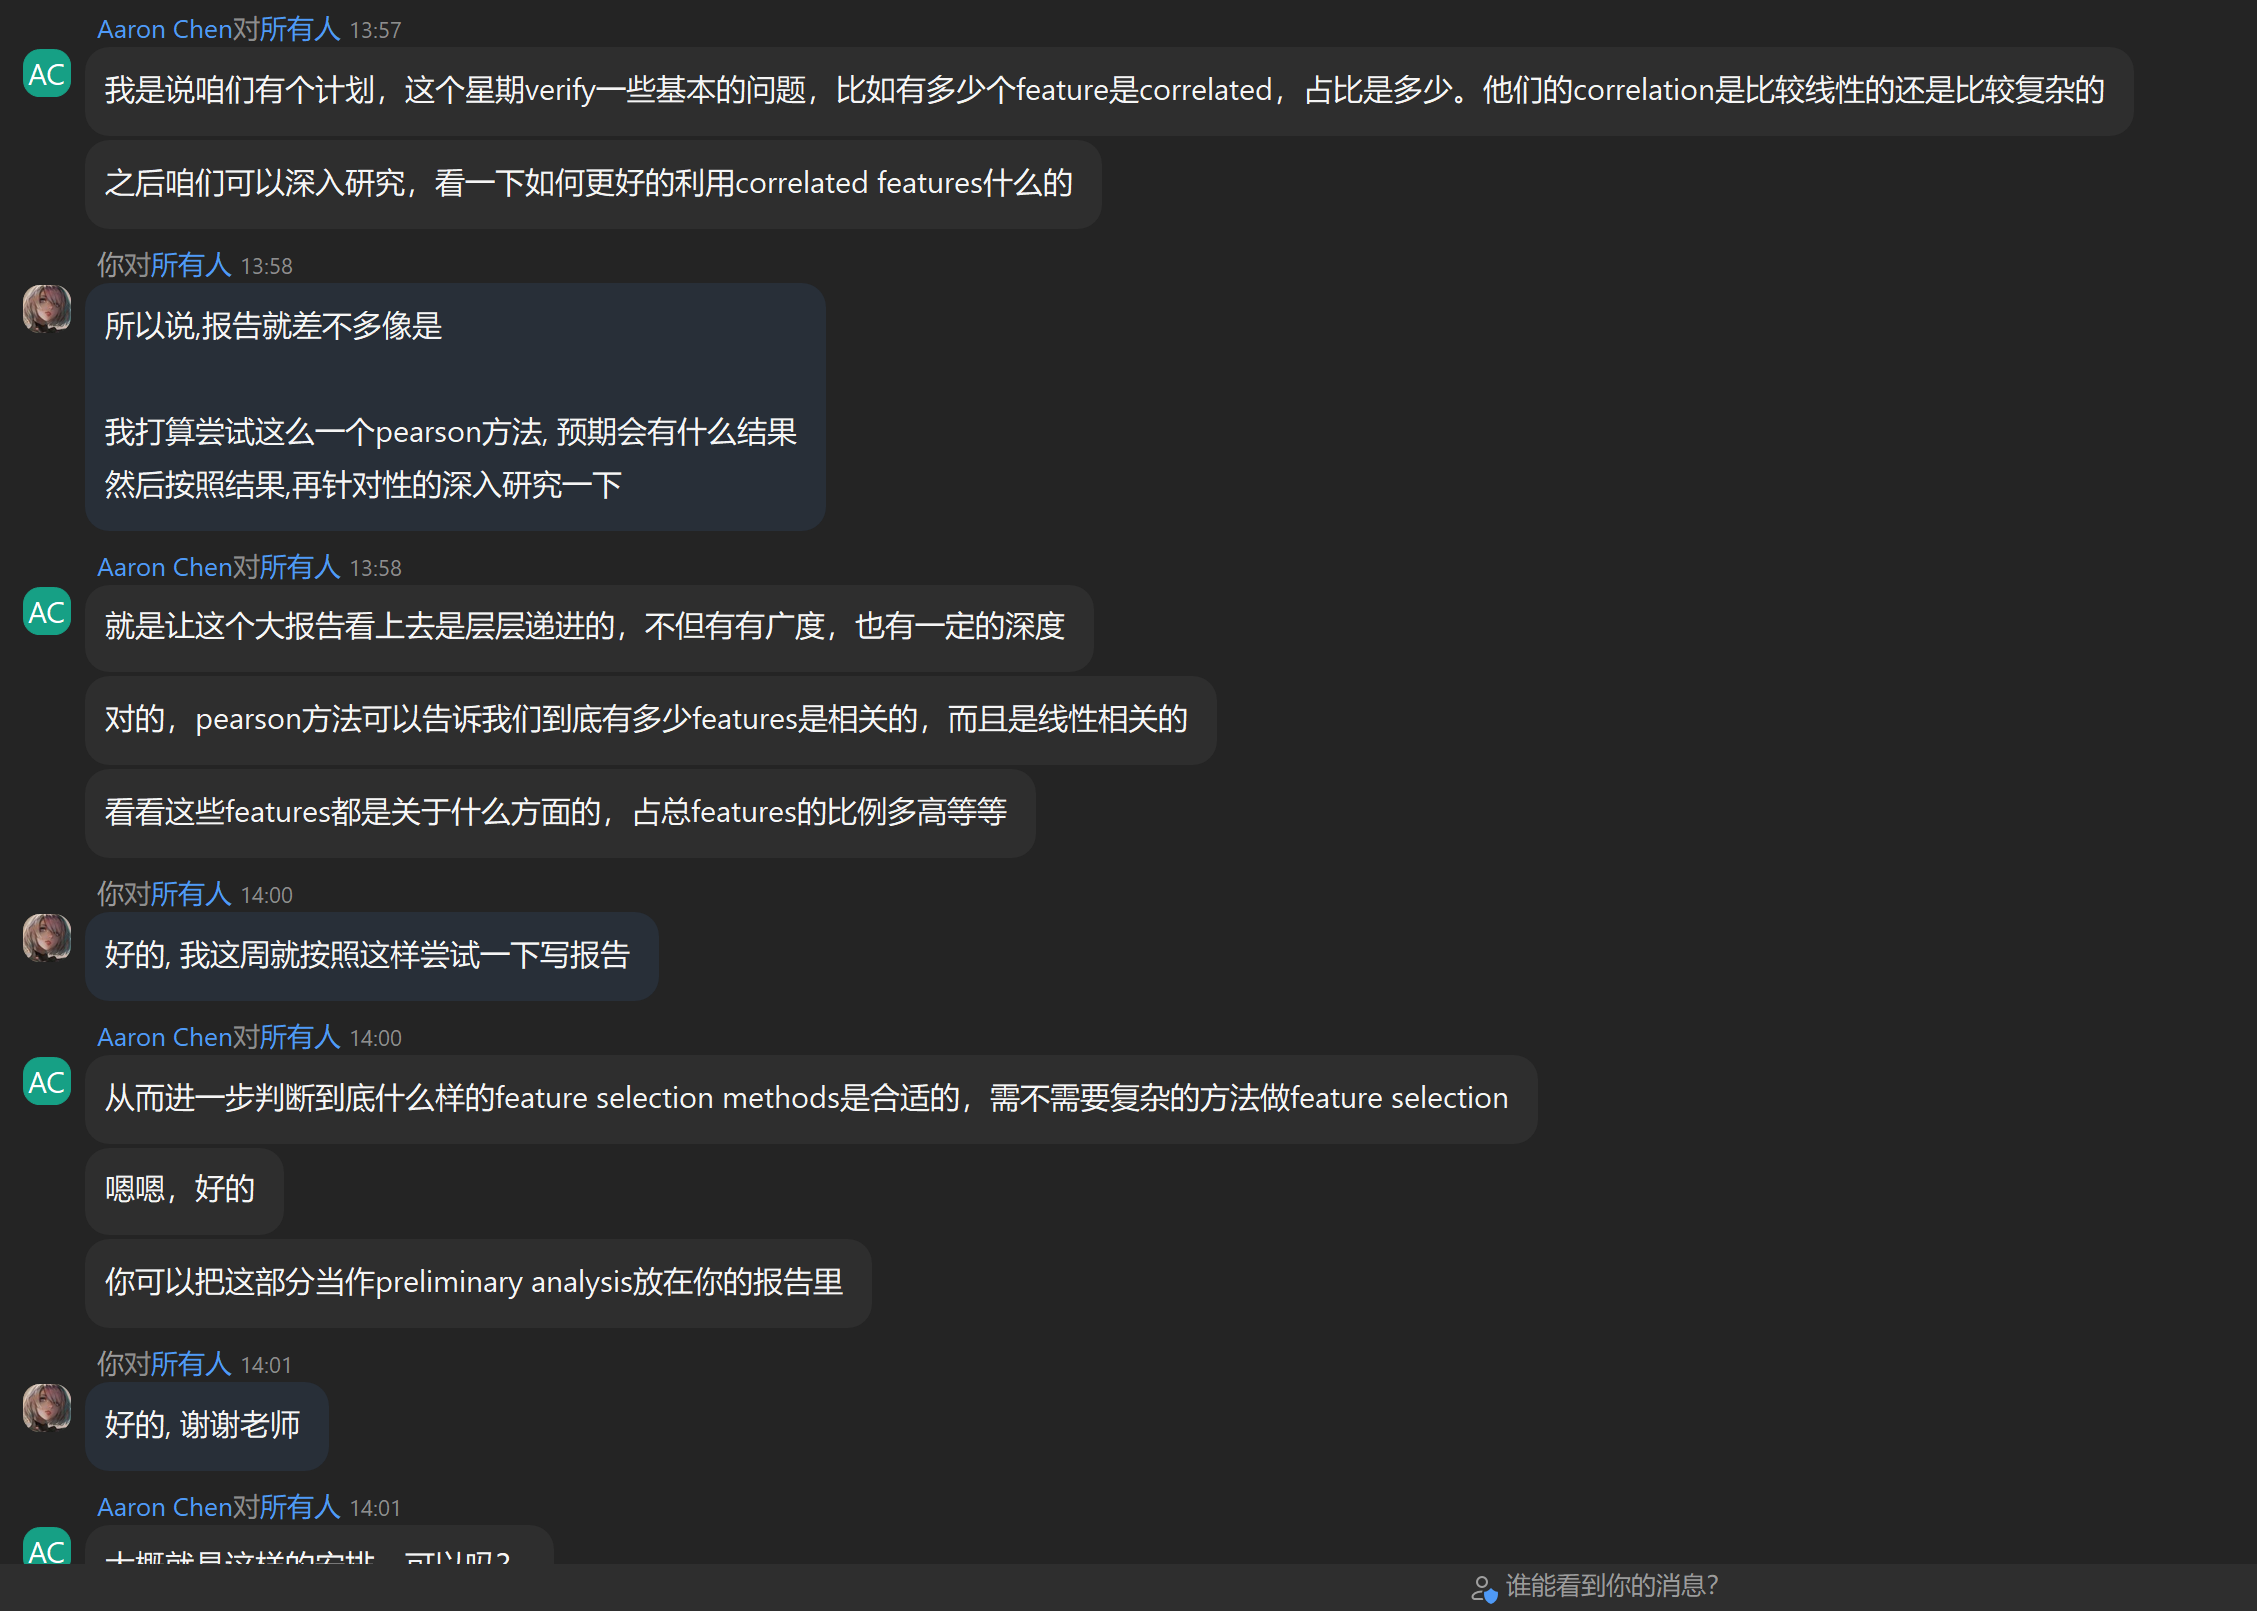 Aaron Chen对所有人 13:57
AC
我是说咱们有个计划，这个星期verify一些基本的问题，比如有多少个feature是correlated，占比是多少。他们的correlation是比较线性的还是比较复杂的
之后咱们可以深入研究，看一下如何更好的利用correlated features什么的
你对所有人 13:58
所以说,报告就差不多像是
我打算尝试这么一个pearson方法, 预期会有什么结果
然后按照结果,再针对性的深入研究一下
Aaron Chen对所有人 13:58
AC
就是让这个大报告看上去是层层递进的，不但有有广度，也有一定的深度
对的，pearson方法可以告诉我们到底有多少features是相关的，而且是线性相关的
看看这些features都是关于什么方面的，占总features的比例多高等等
你对所有人 14:00
好的, 我这周就按照这样尝试一下写报告
Aaron Chen对所有人 14:00
AC
从而进一步判断到底什么样的feature selection methods是合适的，需不需要复杂的方法做feature selection
嗯嗯，好的
你可以把这部分当作preliminary analysis放在你的报告里
你对所有人 14:01
好的, 谢谢老师
Aaron Chen对所有人 14:01
AC
大概就是这样的安排，可以吗？
谁能看到你的消息？